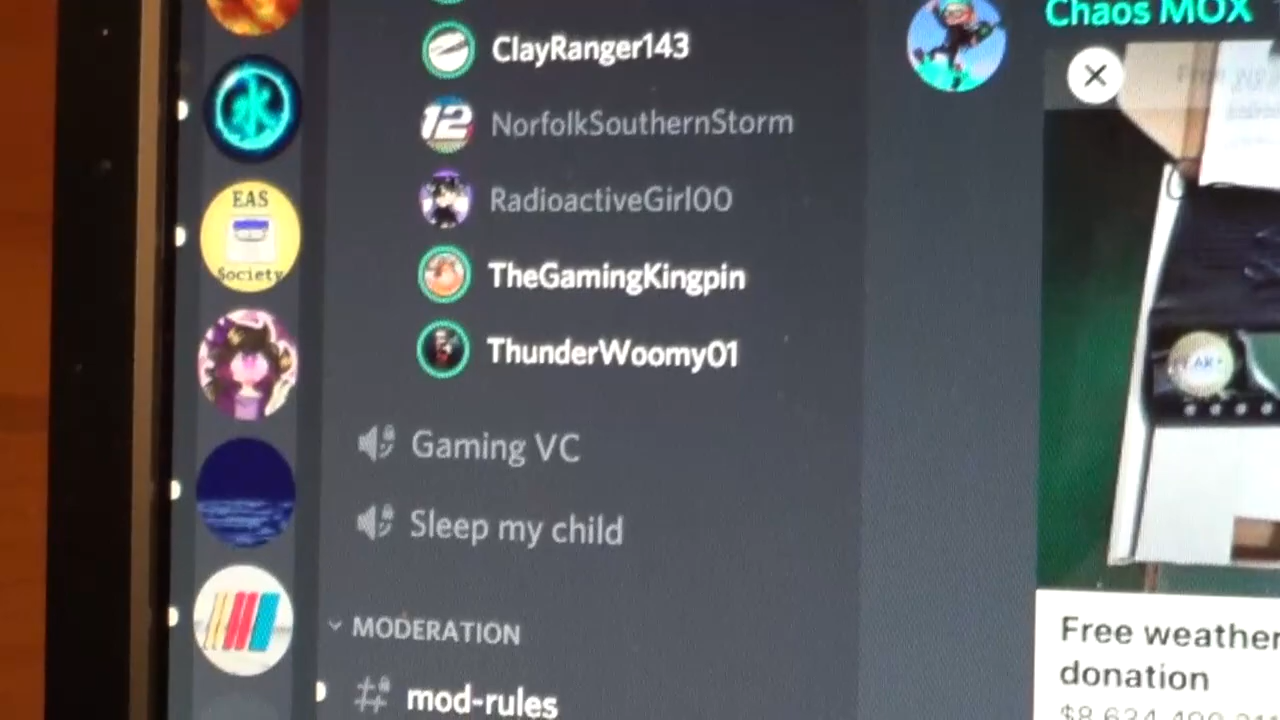 Chaos MOX
ClayRanger143
NorfolkSouthernStorm
12
RadioactiveGirl00
EAS
Society
TheGamingKingpin
ThunderWoomy01
Gaming VC
Sleep my child
MODERATION
mod-rules
Free weather
donation